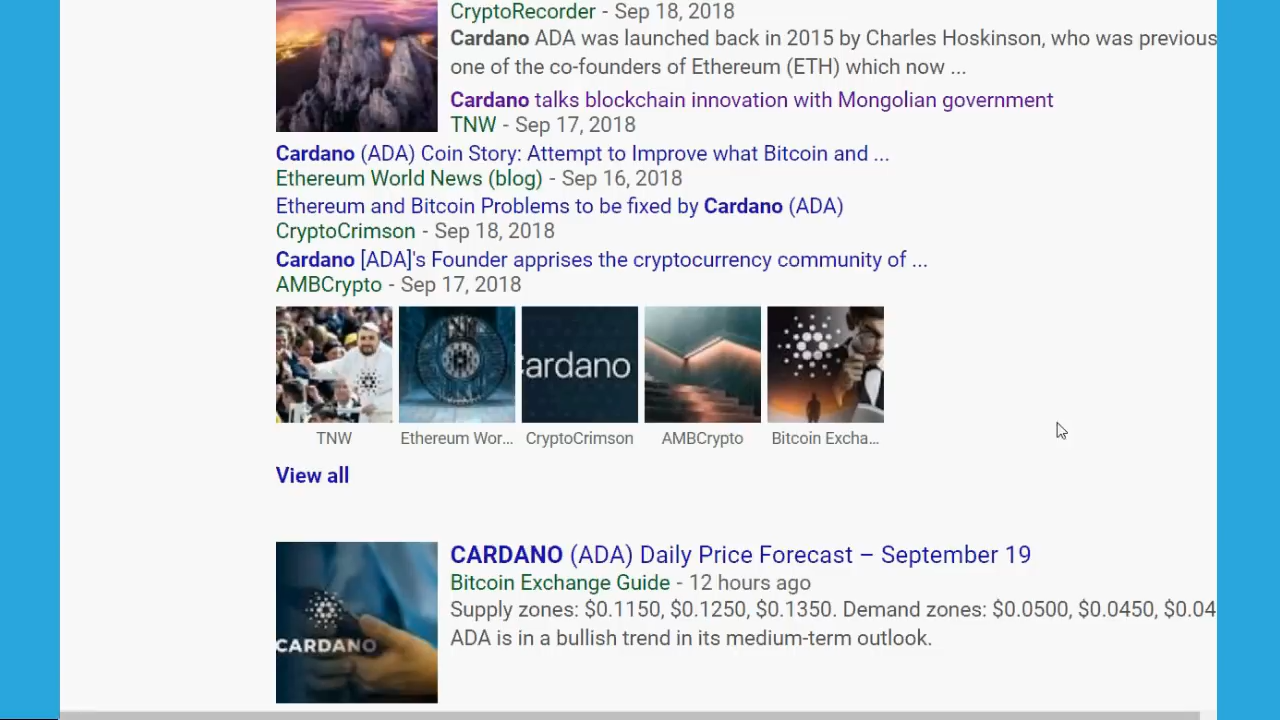 CryptoRecorder - Sep 18, 2018
Cardano ADA was launched back in 2015 by Charles Hoskinson, who was previous
one of the co-founders of Ethereum (ETH) which now ...
Cardano talks blockchain innovation with Mongolian government
TNW - Sep 17, 2018
Cardano (ADA) Coin Story: Attempt to Improve what Bitcoin and ...
Ethereum World News (blog) - Sep 16, 2018
Ethereum and Bitcoin Problems to be fixed by Cardano (ADA)
CryptoCrimson - Sep 18, 2018
Cardano [ADA]'s Founder apprises the cryptocurrency community of ...
AMBCrypto - Sep 17, 2018
ardano
TNW
Ethereum Wor...
CryptoCrimson
AMBCrypto
Bitcoin Excha...
View all
CARDANO (ADA) Daily Price Forecast – September 19
Bitcoin Exchange Guide - 12 hours ago
Supply zones: $0.1150, $0.1250, $0.1350. Demand zones: $0.0500, $0.0450, $0.04
ADA is in a bullish trend in its medium-term outlook.
CARDANO